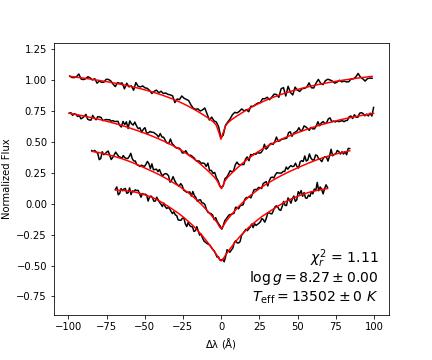 1.25
1.00
0.75
0.50
0.25
0.00
−0.25
−0.50
−0.75
Normalized Flux
χ²ᵣ = 1.11
log g = 8.27 ± 0.00
T_eff = 13502 ± 0 K
−100 −75 −50 −25 0 25 50 75 100
Δλ (Å)